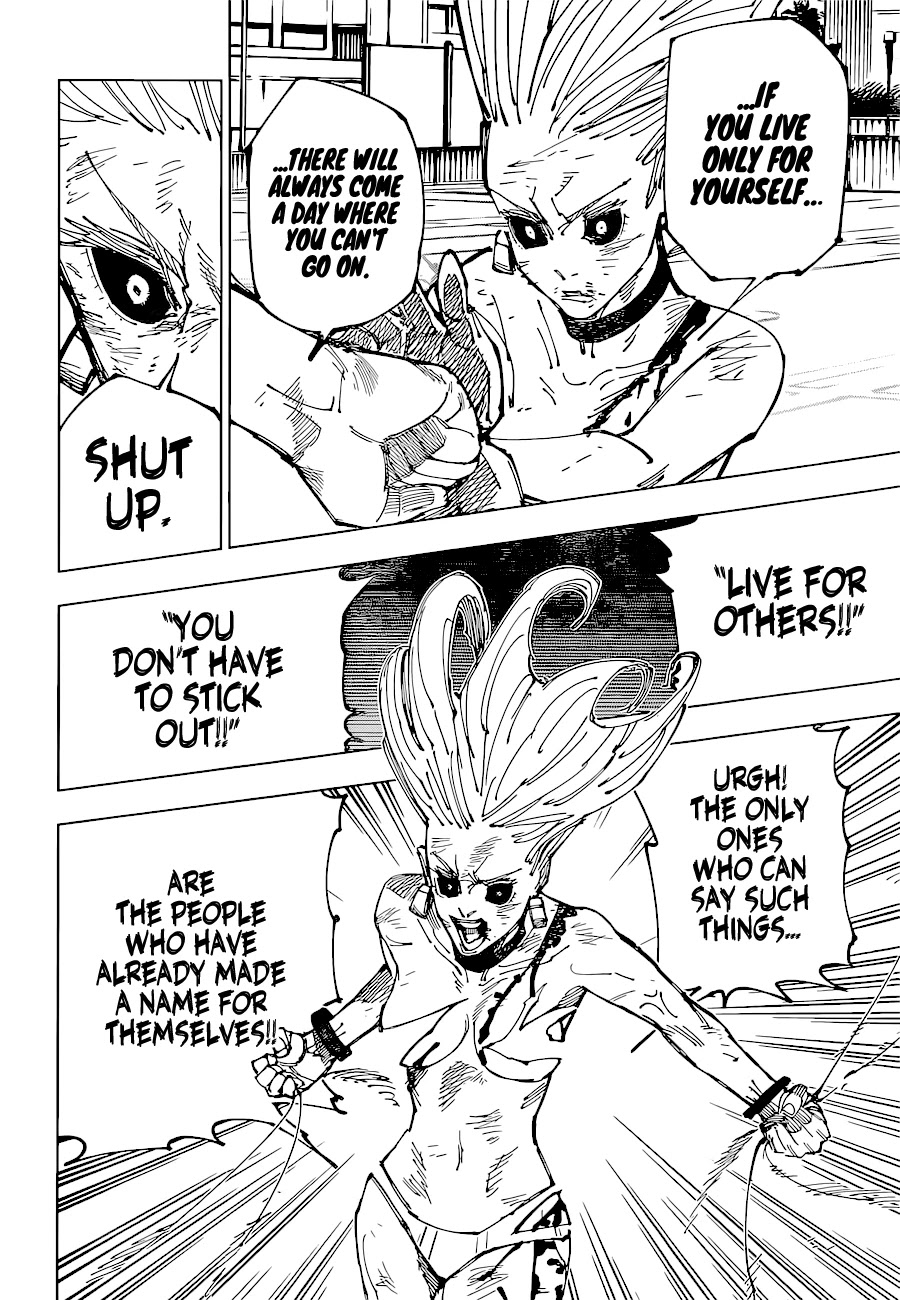 ...IF
YOU LIVE
ONLY FOR
YOURSELF...
...THERE WILL
ALWAYS COME
A DAY WHERE
YOU CAN'T
GO ON.
SHUT
UP.
"LIVE FOR
OTHERS!!"
"YOU
DON'T HAVE
TO STICK
OUT!!"
URGH!
THE ONLY
ONES
WHO CAN
SAY SUCH
THINGS...
ARE
THE PEOPLE
WHO HAVE
ALREADY MADE
A NAME FOR
THEMSELVES!!